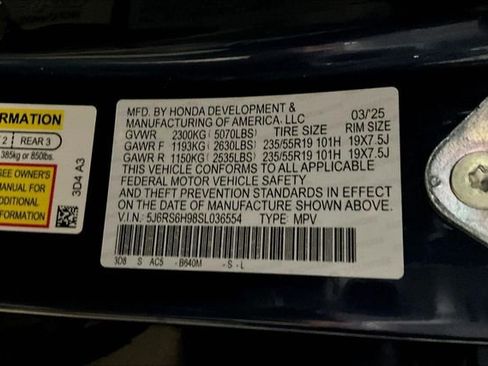 RMATION
2 REAR 3
385kg or 850lbs.
SEE OWNER'S
MANUAL FOR
ADDITIONAL
FORMATION
3D4 A3
MFD. BY HONDA DEVELOPMENT &
MANUFACTURING OF AMERICA, LLC 03/'25
GVWR 2300KG (5070LBS) TIRE SIZE RIM SIZE
GAWR F 1193KG (2630LBS) 235/55R19 101H 19X7.5J
GAWR R 1150KG (2535LBS) 235/55R19 101H 19X7.5J
THIS VEHICLE CONFORMS TO ALL APPLICABLE
FEDERAL MOTOR VEHICLE SAFETY
AND THEFT PREVENTION STANDARDS IN EFFECT
ON THE DATE OF MANUFACTURE SHOWN ABOVE.
V.I.N.: 5J6RS6H98SL036554 TYPE: MPV
3D8 S AC5 - B640M - S - L